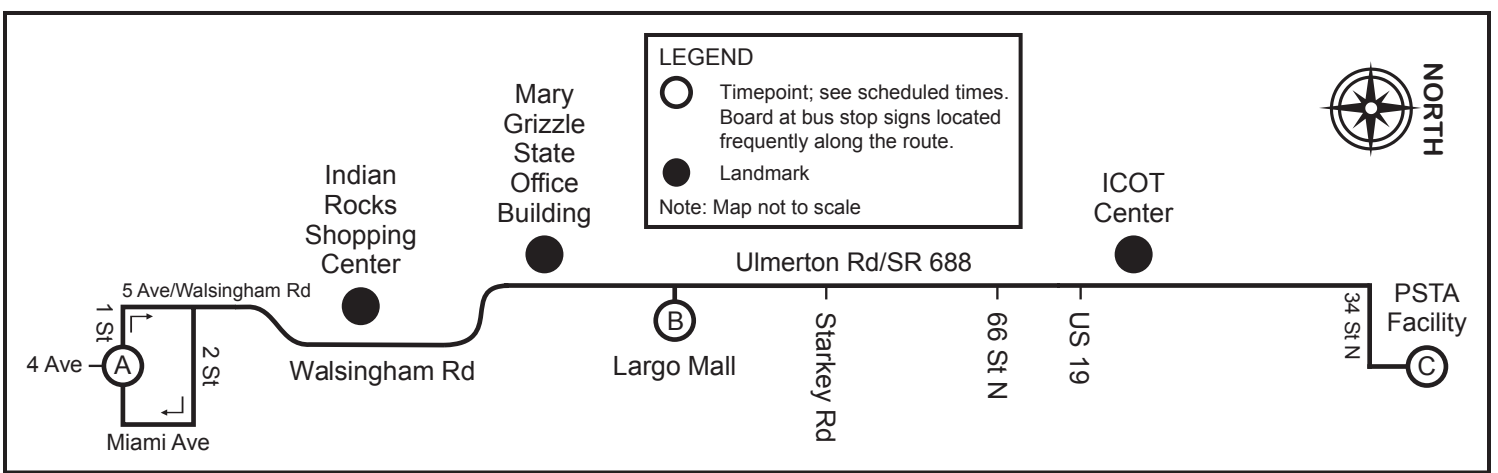 LEGEND
Timepoint; see scheduled times.
Board at bus stop signs located
frequently along the route.
Landmark
Note: Map not to scale
NORTH
Mary
Grizzle
State
Office
Building
Indian
Rocks
Shopping
Center
ICOT
Center
Ulmerton Rd/SR 688
5 Ave/Walsingham Rd
1 St
2 St
4 Ave
A
Miami Ave
Walsingham Rd
B
Largo Mall
Starkey Rd
66 St N
US 19
34 St N
PSTA
Facility
C